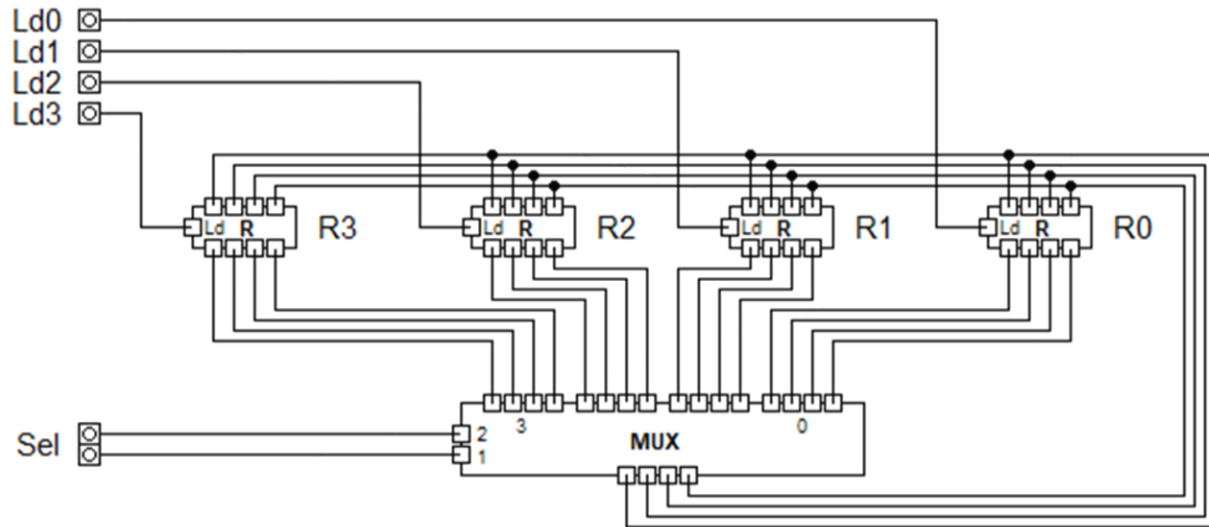 Ld0
Ld1
Ld2
Ld3
Ld R R3
Ld R R2
Ld R R1
Ld R R0
3 0
Sel
2
MUX
1